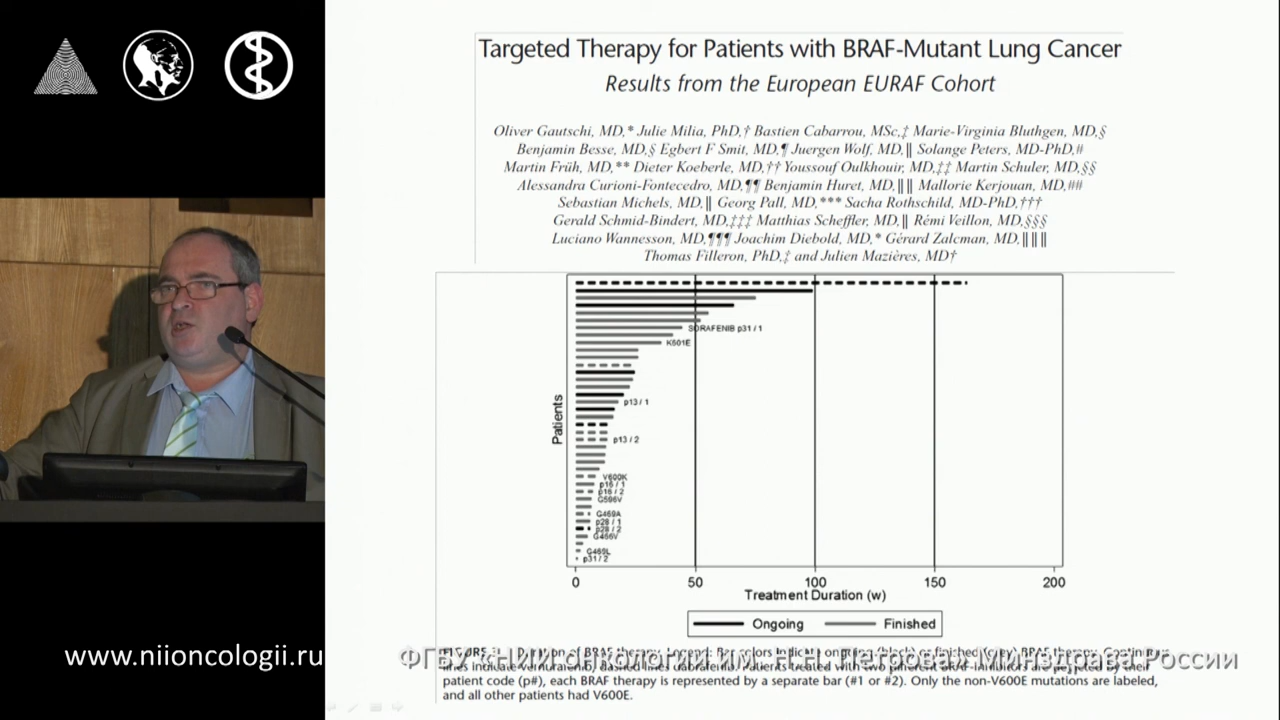 Targeted Therapy for Patients with BRAF-Mutant Lung Cancer
Results from the European EURAF Cohort
Oliver Gautschi, MD,* Julie Milia, PhD,† Bastien Cabarrou, MSc,‡ Marie-Virginia Bluthgen, MD,§
Benjamin Besse, MD,§ Egbert F Smit, MD,¶ Juergen Wolf, MD,‖ Solange Peters, MD-PhD,#
Martin Früh, MD,** Dieter Koeberle, MD,†† Youssouf Oulkhouir, MD,‡‡ Martin Schuler, MD,§§
Alessandra Curioni-Fontecedro, MD,¶¶ Benjamin Huret, MD,‖‖ Mallorie Kerjouan, MD,##
Sebastian Michels, MD,‖ Georg Pall, MD,*** Sacha Rothschild, MD-PhD,†††
Gerald Schmid-Bindert, MD,‡‡‡ Matthias Scheffler, MD,‖ Rémi Veillon, MD,§§§
Luciano Wannesson, MD,¶¶¶ Joachim Diebold, MD,* Gérard Zalcman, MD,‖‖‖
Thomas Filleron, PhD,‡ and Julien Mazières, MD†
SORAFENIB p31 / 1
K601E
p13 / 1
Patients
p13 / 2
V600K
p16 / 1
p16 / 2
G596V
G469A
p28 / 1
p28 / 2
G466V
G469L
p31 / 2
0 50 100 150 200
Treatment Duration (w)
Ongoing Finished
www.niioncologii.ru
ФГБУ "НИИ онкологии им. Н.Н. Петрова" Минздрава России
patient code (p#), each BRAF therapy is represented by a separate bar (#1 or #2). Only the non-V600E mutations are labeled,
and all other patients had V600E.